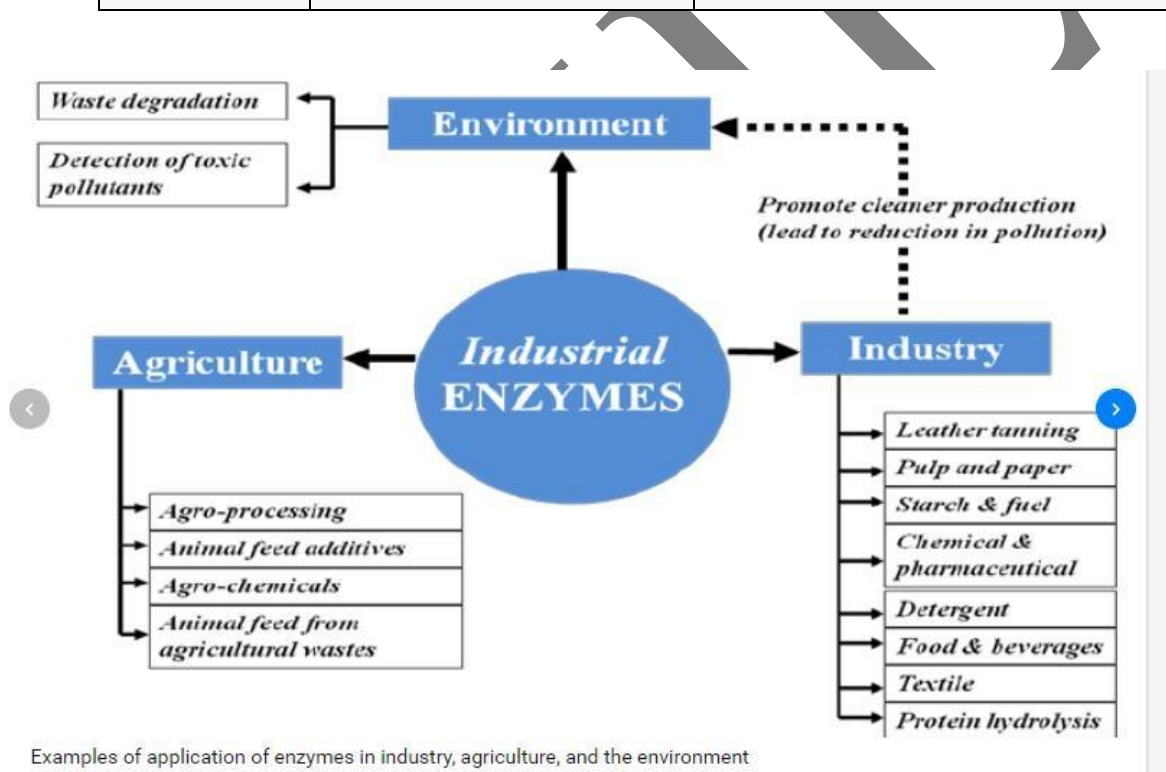 Waste degradation
Detection of toxic
pollutants
Environment
Promote cleaner production
(lead to reduction in pollution)
Industrial
ENZYMES
Agriculture
Agro-processing
Animal feed additives
Agro-chemicals
Animal feed from
agricultural wastes
Industry
Leather tanning
Pulp and paper
Starch & fuel
Chemical &
pharmaceutical
Detergent
Food & beverages
Textile
Protein hydrolysis
Examples of application of enzymes in industry, agriculture, and the environment